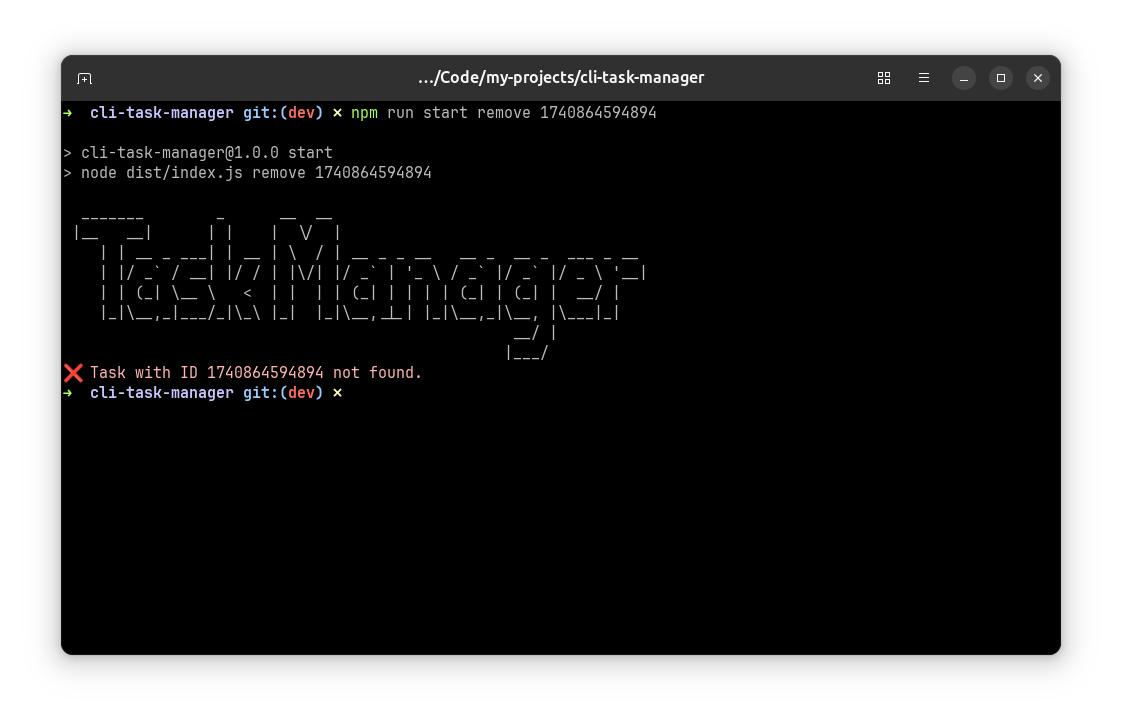 …/Code/my-projects/cli-task-manager
➜  cli-task-manager git:(dev) ✗ npm run start remove 1740864594894
> cli-task-manager@1.0.0 start
> node dist/index.js remove 1740864594894
TaskManager
❌ Task with ID 1740864594894 not found.
➜  cli-task-manager git:(dev) ✗